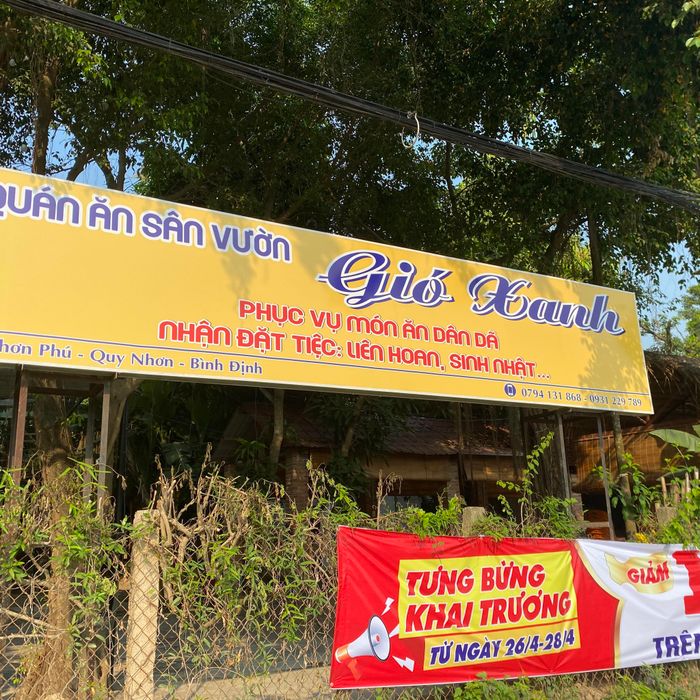 QUÁN ĂN SÂN VƯỜN
Gió Xanh
PHỤC VỤ MÓN ĂN DÂN DÃ
NHẬN ĐẶT TIỆC: LIÊN HOAN, SINH NHẬT...
Phú - Quy Nhơn - Bình Định
0794 131 868 - 0931 229 789
TƯNG BỪNG
KHAI TRƯƠNG
TỪ NGÀY 26/4-28/4
GIẢM
TRÊN